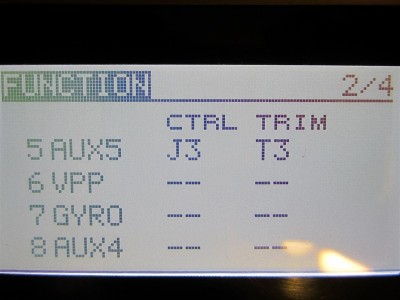 FUNCTION 2/4
CTRL TRIM
5 AUX5 J3 T3
6 VPP -- --
7 GYRO -- --
8 AUX4 -- --